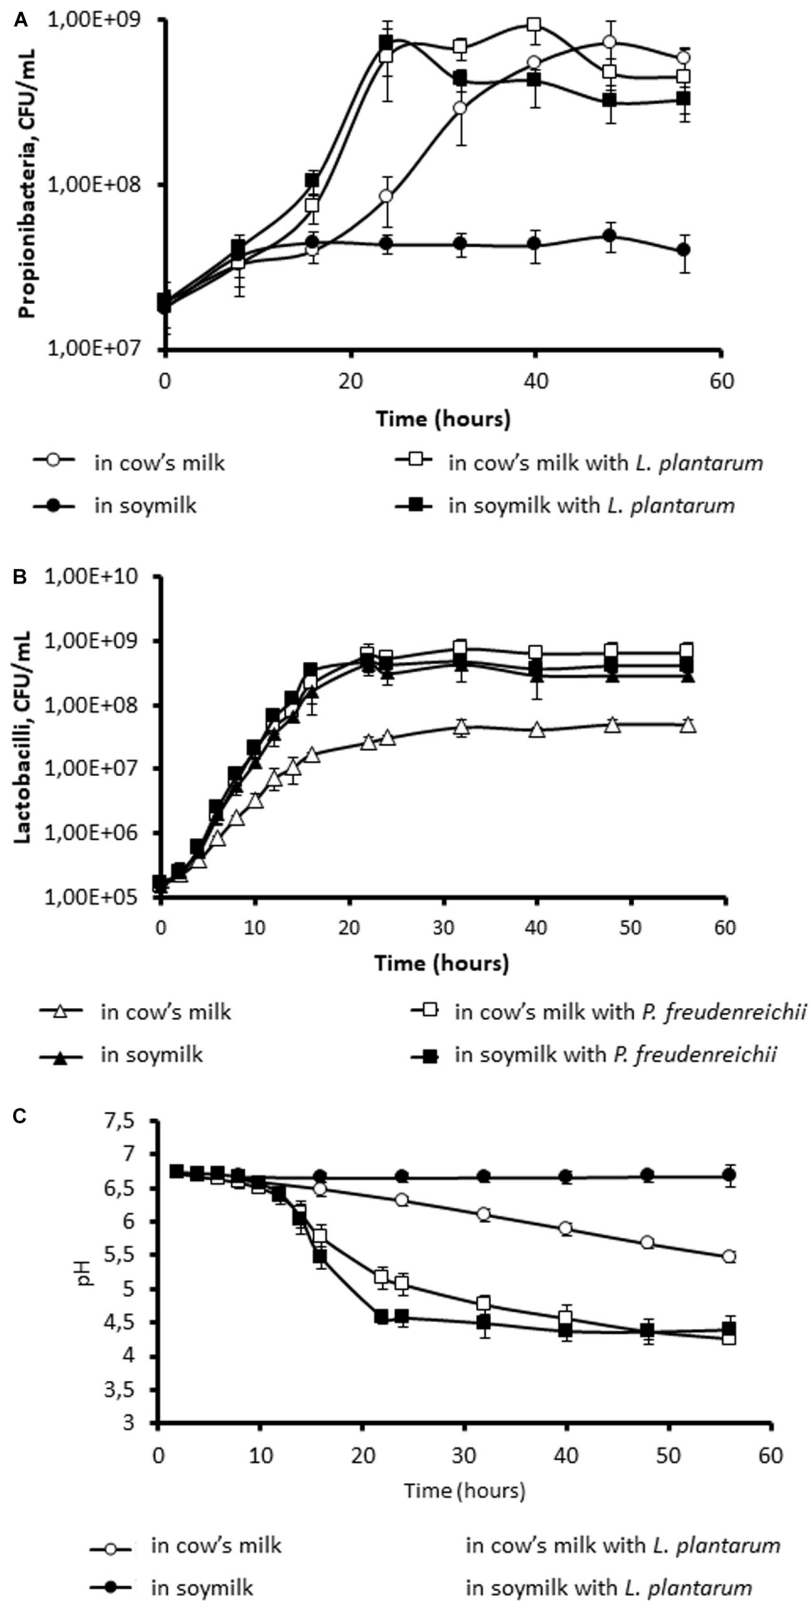 A
1,00E+09
1,00E+08
1,00E+07
Propionibacteria, CFU/mL
0 20 40 60
Time (hours)
in cow's milk in cow's milk with L. plantarum
in soymilk in soymilk with L. plantarum
B
1,00E+10
1,00E+09
1,00E+08
1,00E+07
1,00E+06
1,00E+05
Lactobacilli, CFU/mL
0 10 20 30 40 50 60
Time (hours)
in cow's milk in cow's milk with P. freudenreichii
in soymilk in soymilk with P. freudenreichii
C
7,5
7
6,5
6
5,5
5
4,5
4
3,5
3
pH
0 10 20 30 40 50 60
Time (hours)
in cow's milk in cow's milk with L. plantarum
in soymilk in soymilk with L. plantarum